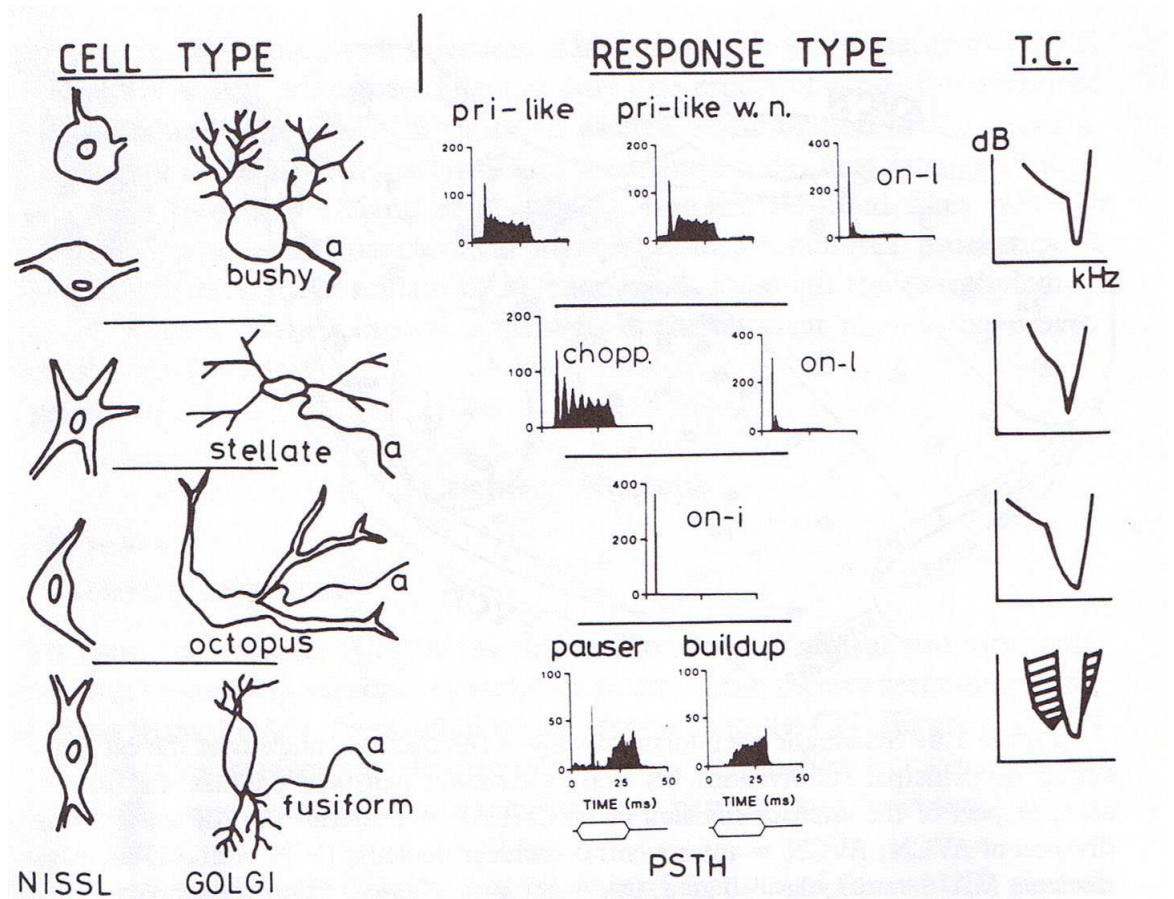 CELL TYPE
RESPONSE TYPE
T.C.
pri-like
pri-like w. n.
200
100
0
200
100
0
400
200
0
on-l
dB
kHz
a
bushy
200
100
0
chopp.
400
200
0
on-l
stellate
a
400
200
0
on-i
a
octopus
pauser
buildup
100
50
0
0
25
50
TIME (ms)
100
50
0
0
25
50
TIME (ms)
a
fusiform
NISSL
GOLGI
PSTH